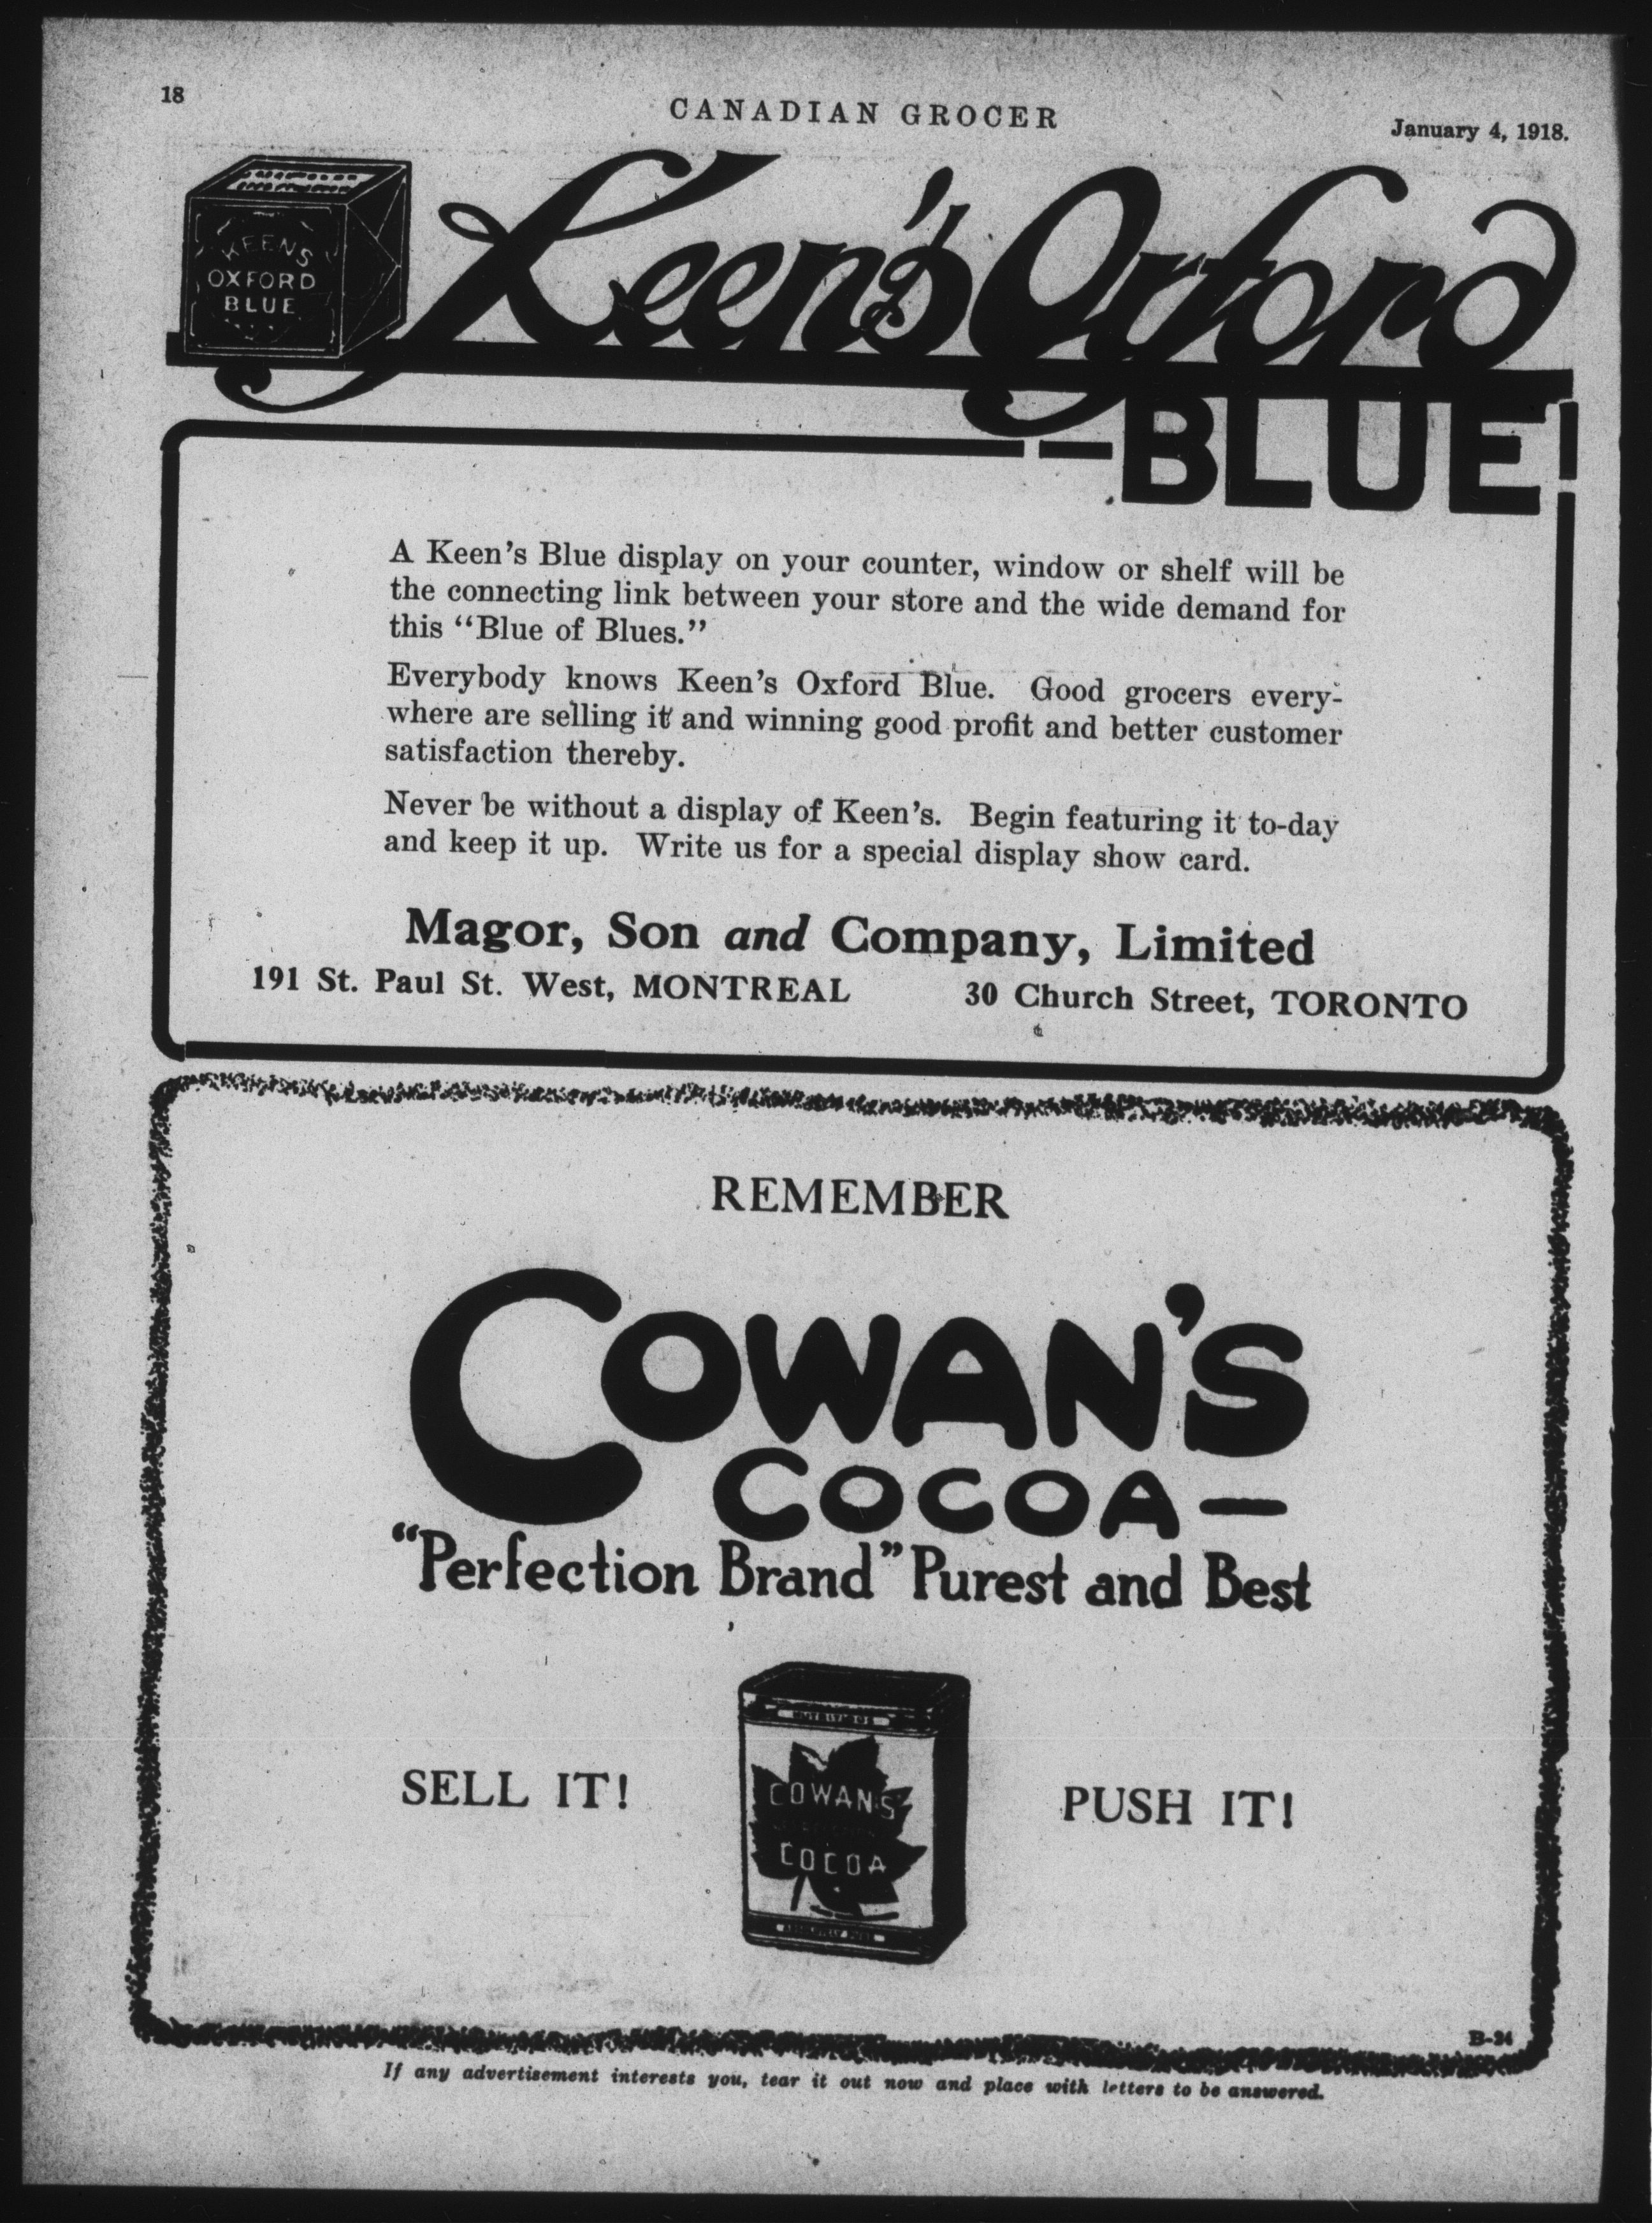 18
CANADIAN GROCER
January 4, 1918.
KEENS
OXFORD
BLUE
Keen's Oxford
—BLUE!
A Keen's Blue display on your counter, window or shelf will be
the connecting link between your store and the wide demand for
this "Blue of Blues."
Everybody knows Keen's Oxford Blue. Good grocers every-
where are selling it and winning good profit and better customer
satisfaction thereby.
Never be without a display of Keen's. Begin featuring it to-day
and keep it up. Write us for a special display show card.
Magor, Son and Company, Limited
191 St. Paul St. West, MONTREAL 30 Church Street, TORONTO
REMEMBER
COWAN'S
COCOA—
"Perfection Brand" Purest and Best
NUTRITIOUS
COWAN'S
COCOA
SELL IT!
PUSH IT!
B-24
If any advertisement interests you, tear it out now and place with letters to be answered.